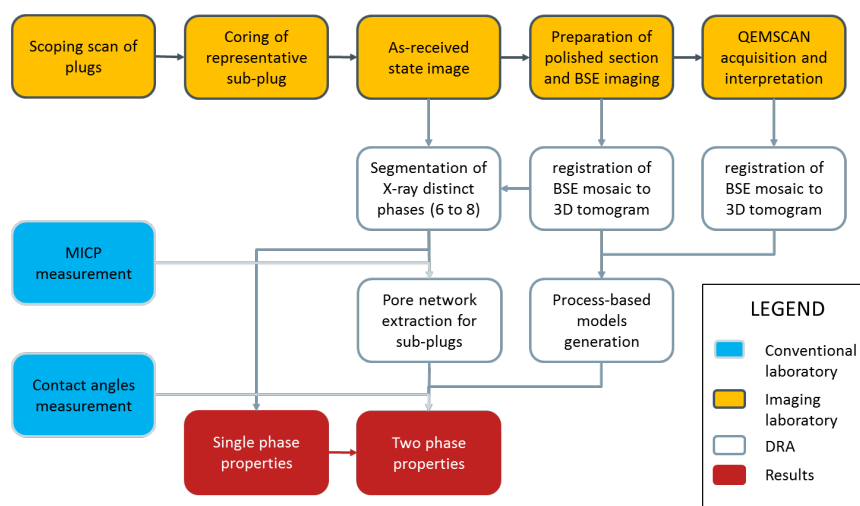 Scoping scan of
plugs
Coring of
representative
sub-plug
As-received
state image
Preparation of
polished section
and BSE imaging
QEMSCAN
acquisition and
interpretation
Segmentation of
X-ray distinct
phases (6 to 8)
registration of
BSE mosaic to
3D tomogram
registration of
BSE mosaic to
3D tomogram
MICP
measurement
Pore network
extraction for
sub-plugs
Process-based
models
generation
Contact angles
measurement
Single phase
properties
Two phase
properties
LEGEND
Conventional
laboratory
Imaging
laboratory
DRA
Results